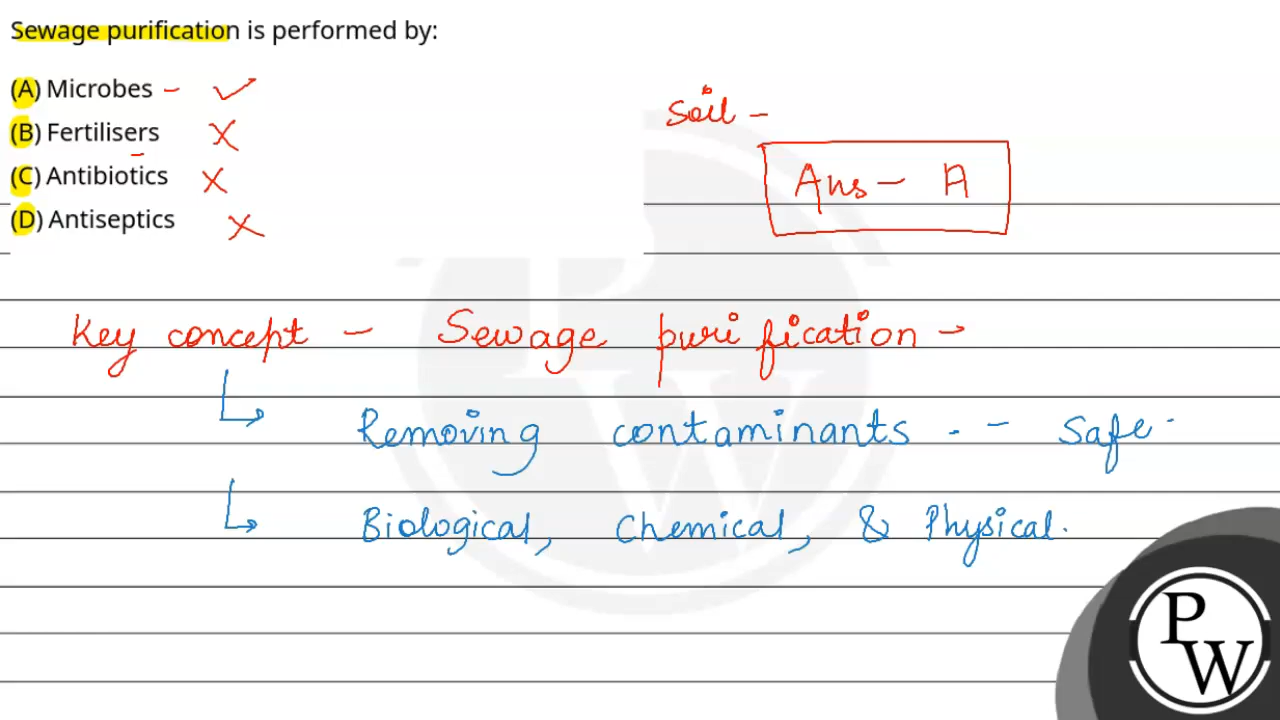 Sewage purification is performed by:
(A) Microbes - ✓
(B) Fertilisers X
(C) Antibiotics X
(D) Antiseptics X
Soil -
Ans - A
Key concept - Sewage purification -
↳ Removing contaminants . - Safe .
↳ Biological, Chemical, & Physical.
PW
PW